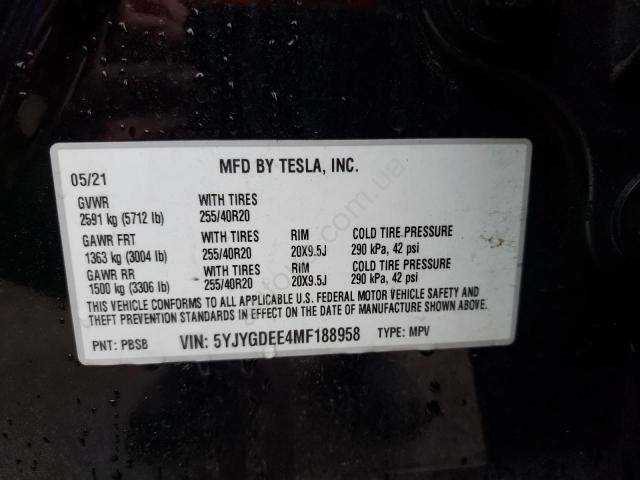 MFD BY TESLA, INC.
05/21
GVWR WITH TIRES
2591 kg (5712 lb) 255/40R20
GAWR FRT WITH TIRES RIM COLD TIRE PRESSURE
1363 kg (3004 lb) 255/40R20 20X9.5J 290 kPa, 42 psi
GAWR RR WITH TIRES RIM COLD TIRE PRESSURE
1500 kg (3306 lb) 255/40R20 20X9.5J 290 kPa, 42 psi
THIS VEHICLE CONFORMS TO ALL APPLICABLE U.S. FEDERAL MOTOR VEHICLE SAFETY AND
THEFT PREVENTION STANDARDS IN EFFECT ON THE DATE OF MANUFACTURE SHOWN ABOVE.
PNT: PBSB VIN: 5YJYGDEE4MF188958 TYPE: MPV